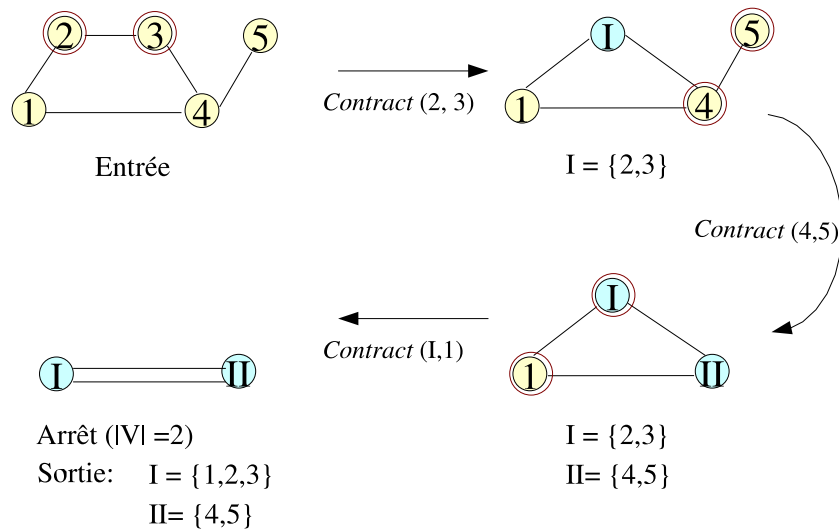 2 3 5
1 4
Entrée
Contract (2, 3)
I 5
1 4
I = {2,3}
Contract (4,5)
I
1 II
I = {2,3}
II= {4,5}
Contract (I,1)
I II
Arrêt (|V| =2)
Sortie: I = {1,2,3}
II= {4,5}